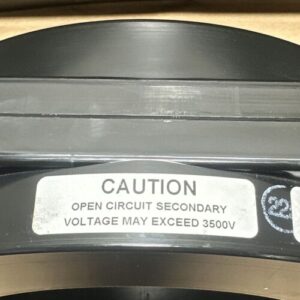 CAUTION
OPEN CIRCUIT SECONDARY
VOLTAGE MAY EXCEED 3500V